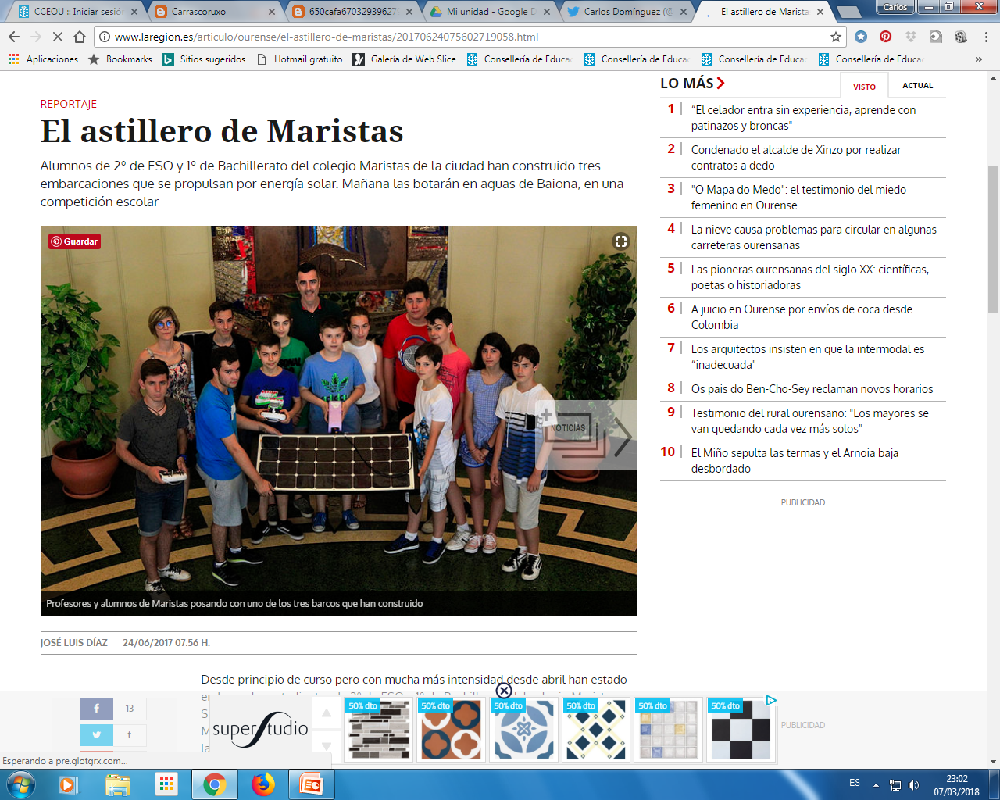 CCEOU :: Iniciar sesió
Carrascoruxo
650cafa67032939627
Mi unidad - Google D
Carlos Domínguez (@
El astillero de Marista
Carlos
www.laregion.es/articulo/ourense/el-astillero-de-maristas/20170624075602719058.html
Aplicaciones
Bookmarks
Sitios sugeridos
Hotmail gratuito
Galería de Web Slice
Consellería de Educa
Consellería de Educa
Consellería de Educa
Consellería de Educa
»
REPORTAJE
El astillero de Maristas
Alumnos de 2º de ESO y 1º de Bachillerato del colegio Maristas de la ciudad han construido tres
embarcaciones que se propulsan por energía solar. Mañana las botarán en aguas de Baiona, en una
competición escolar
Guardar
NOTICIAS
Profesores y alumnos de Maristas posando con uno de los tres barcos que han construido
JOSÉ LUIS DÍAZ 24/06/2017 07:56 H.
Desde principio de curso pero con mucha más intensidad desde abril han estado
LO MÁS
VISTO
ACTUAL
1 “El celador entra sin experiencia, aprende con
patinazos y broncas"
2 Condenado el alcalde de Xinzo por realizar
contratos a dedo
3 "O Mapa do Medo": el testimonio del miedo
femenino en Ourense
4 La nieve causa problemas para circular en algunas
carreteras ourensanas
5 Las pioneras ourensanas del siglo XX: científicas,
poetas o historiadoras
6 A juicio en Ourense por envíos de coca desde
Colombia
7 Los arquitectos insisten en que la intermodal es
“inadecuada"
8 Os pais do Ben-Cho-Sey reclaman novos horarios
9 Testimonio del rural ourensano: "Los mayores se
van quedando cada vez más solos"
10 El Miño sepulta las termas y el Arnoia baja
desbordado
PUBLICIDAD
f 13
t
superStudio
50% dto
50% dto
50% dto
50% dto
50% dto
50% dto
PUBLICIDAD
Esperando a pre.glotgrx.com...
ES
23:02
07/03/2018